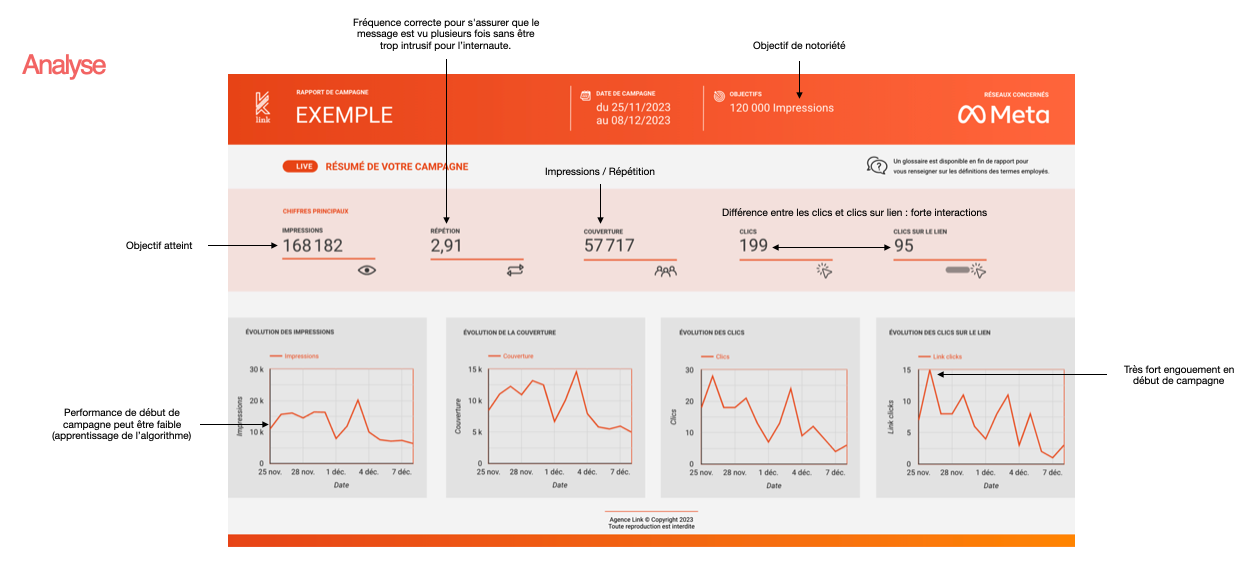 Fréquence correcte pour s'assurer que le
message est vu plusieurs fois sans être
trop intrusif pour l'internaute.
Objectif de notoriété
Analyse
RAPPORT DE CAMPAGNE
EXEMPLE
link
DATE DE CAMPAGNE
du 25/11/2023
au 08/12/2023
OBJECTIFS
120 000 Impressions
RÉSEAUX CONCERNÉS
Meta
LIVE
RÉSUMÉ DE VOTRE CAMPAGNE
Un glossaire est disponible en fin de rapport pour
vous renseigner sur les définitions des termes employés.
Impressions / Répétition
Différence entre les clics et clics sur lien : forte interactions
CHIFFRES PRINCIPAUX
Objectif atteint
IMPRESSIONS
168 182
RÉPÉTION
2,91
COUVERTURE
57 717
CLICS
199
CLICS SUR LE LIEN
95
ÉVOLUTION DES IMPRESSIONS
Impressions
30 k
20 k
10 k
0
Impressions
25 nov. 28 nov. 1 déc. 4 déc. 7 déc.
Date
ÉVOLUTION DE LA COUVERTURE
Couverture
15 k
10 k
5 k
0
Couverture
25 nov. 28 nov. 1 déc. 4 déc. 7 déc.
Date
ÉVOLUTION DES CLICS
Clics
30
20
10
0
Clics
25 nov. 28 nov. 1 déc. 4 déc. 7 déc.
Date
ÉVOLUTION DES CLICS SUR LE LIEN
Link clicks
15
10
5
0
Link clicks
25 nov. 28 nov. 1 déc. 4 déc. 7 déc.
Date
Très fort engouement en
début de campagne
Performance de début de
campagne peut être faible
(apprentissage de l'algorithme)
Agence Link © Copyright 2023
Toute reproduction est interdite